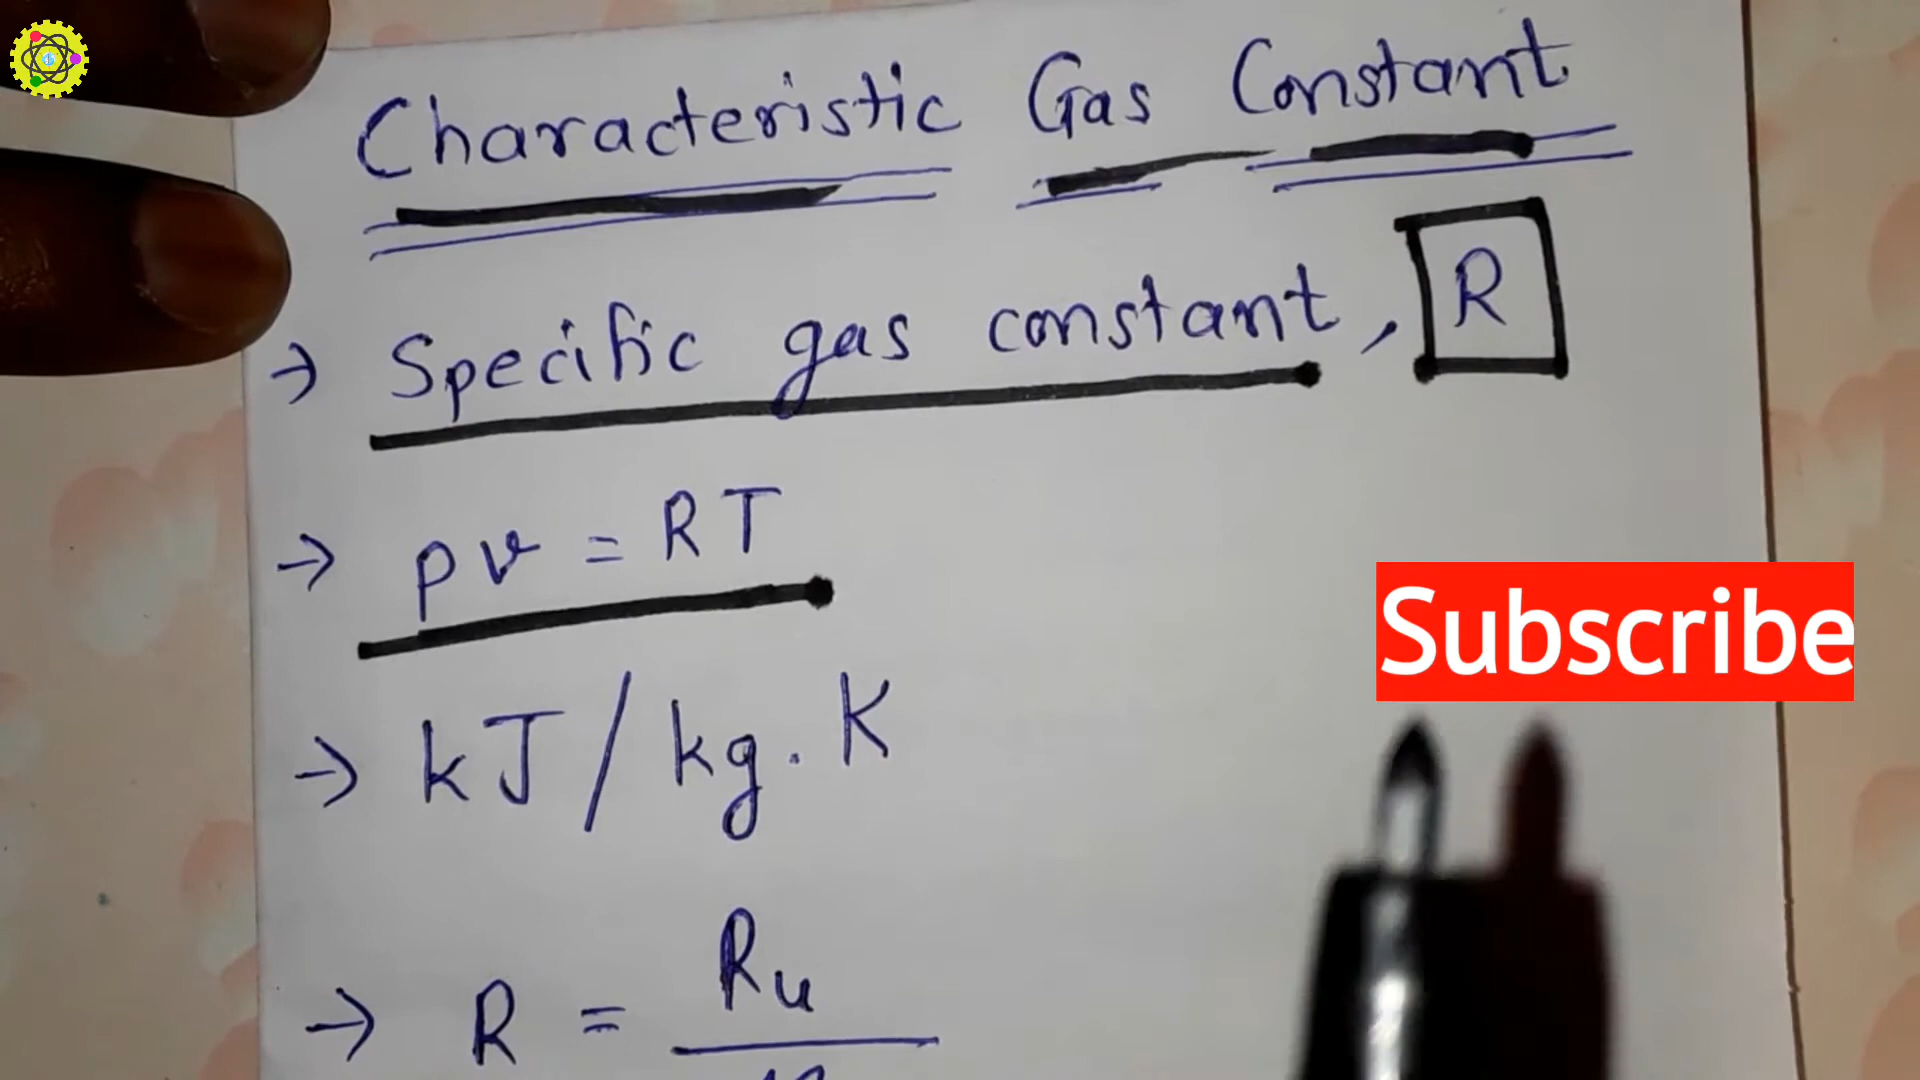 Characteristic Gas Constant
→ Specific gas constant, R
→ pv = RT
Subscribe
→ kJ/kg.K
→ R = Ru